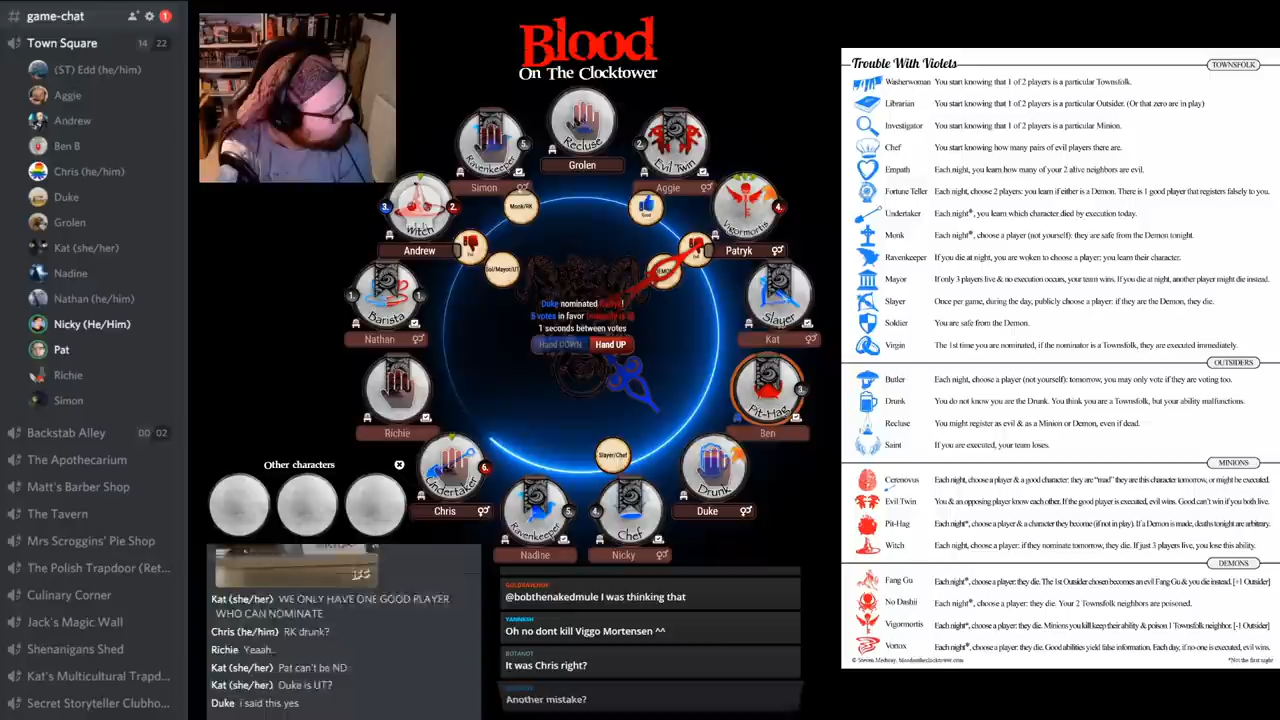 game-chat
1
Town Square
14 22
(ST) Edd (he/him)
Aggie
Andrew
Ben B
Chris (he/him)
Duke
Grolen
Kat (she/her)
Nadine
Nathan (he/him)
Nicky (He/Him)
Pat
Richie
Simon
Backstab Alley
00 02
The Apothecarium
Matt's Barber Shop
The Tavern
Mrs Scroggins' Pie Shop
The Polish Trapdoor (Ret...
Culinary Corner
Jack's Magic Wall
Shenanigans Shed
Kat's Multicultural Trapd...
Secret Storyteller Clubho...
Blood
On The Clocktower
Recluse
Grolen
Ravenkeeper
5.
Simon
2.
Evil Twin
Aggie
3.
Witch
2.
Andrew
Vigormortis
4.
Patryk
1.
Barista
1.
Nathan
Slayer
Kat
Richie
Pit-Hag
3.
Ben
Undertaker
6.
Chris
Ravenkeeper
5.
Nadine
4.
Chef
Nicky
Drunk
Duke
Monk/RK
Good
Evil
Sol/Mayor/UT
Slayer/Chef
Duke nominated
5 votes in favor
1 seconds between votes
Hand DOWN
Hand UP
Other characters
Kat (she/her) WE ONLY HAVE ONE GOOD PLAYER
WHO CAN NOMINATE
Chris (he/him) RK drunk?
Richie Yeaah..
Kat (she/her) Pat can't be ND
Kat (she/her) Duke is UT?
Duke i said this yes
@bobthenakedmule I was thinking that
Oh no dont kill Viggo Mortensen ^^
BOTANOT
It was Chris right?
Another mistake?
Trouble With Violets
TOWNSFOLK
Washerwoman You start knowing that 1 of 2 players is a particular Townsfolk.
Librarian You start knowing that 1 of 2 players is a particular Outsider. (Or that zero are in play)
Investigator You start knowing that 1 of 2 players is a particular Minion.
Chef You start knowing how many pairs of evil players there are.
Empath Each night, you learn how many of your 2 alive neighbors are evil.
Fortune Teller Each night, choose 2 players: you learn if either is a Demon. There is 1 good player that registers falsely to you.
Undertaker Each night*, you learn which character died by execution today.
Monk Each night*, choose a player (not yourself): they are safe from the Demon tonight.
Ravenkeeper If you die at night, you are woken to choose a player: you learn their character.
Mayor If only 3 players live & no execution occurs, your team wins. If you die at night, another player might die instead.
Slayer Once per game, during the day, publicly choose a player: if they are the Demon, they die.
Soldier You are safe from the Demon.
Virgin The 1st time you are nominated, if the nominator is a Townsfolk, they are executed immediately.
OUTSIDERS
Butler Each night, choose a player (not yourself): tomorrow, you may only vote if they are voting too.
Drunk You do not know you are the Drunk. You think you are a Townsfolk, but your ability malfunctions.
Recluse You might register as evil & as a Minion or Demon, even if dead.
Saint If you are executed, your team loses.
MINIONS
Cerenovus Each night, choose a player & a good character: they are "mad" they are this character tomorrow, or might be executed.
Evil Twin You & an opposing player know each other. If the good player is executed, evil wins. Good can't win if you both live.
Pit-Hag Each night*, choose a player & a character they become (if not in play). If a Demon is made, deaths tonight are arbitrary.
Witch Each night, choose a player: if they nominate tomorrow, they die. If just 3 players live, you lose this ability.
DEMONS
Fang Gu Each night*, choose a player: they die. The 1st Outsider chosen becomes an evil Fang Gu & you die instead. [+1 Outsider]
No Dashii Each night*, choose a player: they die. Your 2 Townsfolk neighbors are poisoned.
Vigormortis Each night*, choose a player: they die. Minions you kill keep their ability & poison 1 Townsfolk neighbor. [-1 Outsider]
Vortox Each night*, choose a player: they die. Good abilities yield false information. Each day, if no-one is executed, evil wins.
*Not the first night